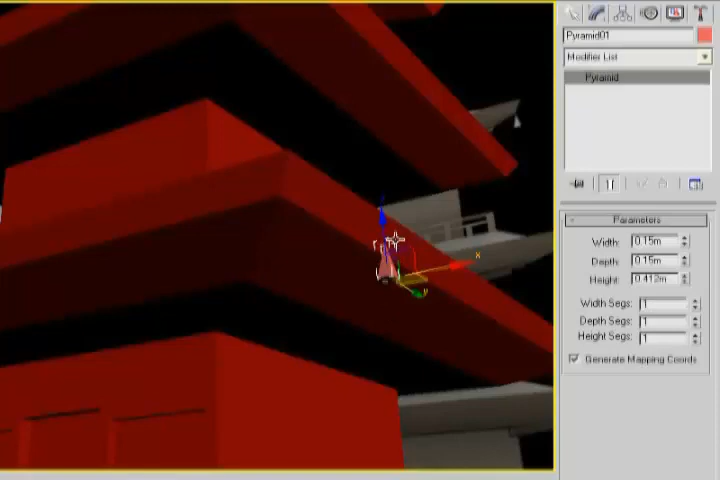 Pyramid01
Modifier List
Pyramid
Parameters
Width: 0.15m
Depth: 0.15m
Height: 0.412m
Width Segs: 1
Depth Segs: 1
Height Segs: 1
Generate Mapping Coords
x
y